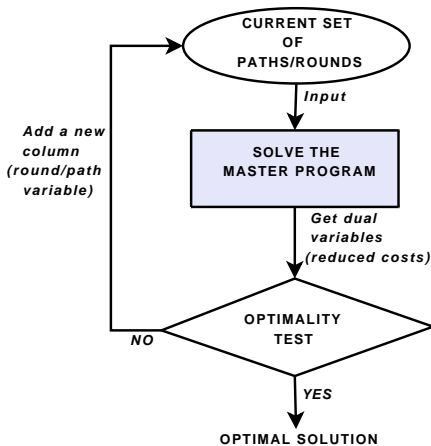 CURRENT SET
OF
PATHS/ROUNDS
Input
Add a new
column
(round/path
variable)
SOLVE THE
MASTER PROGRAM
Get dual
variables
(reduced costs)
OPTIMALITY
TEST
NO
YES
OPTIMAL SOLUTION